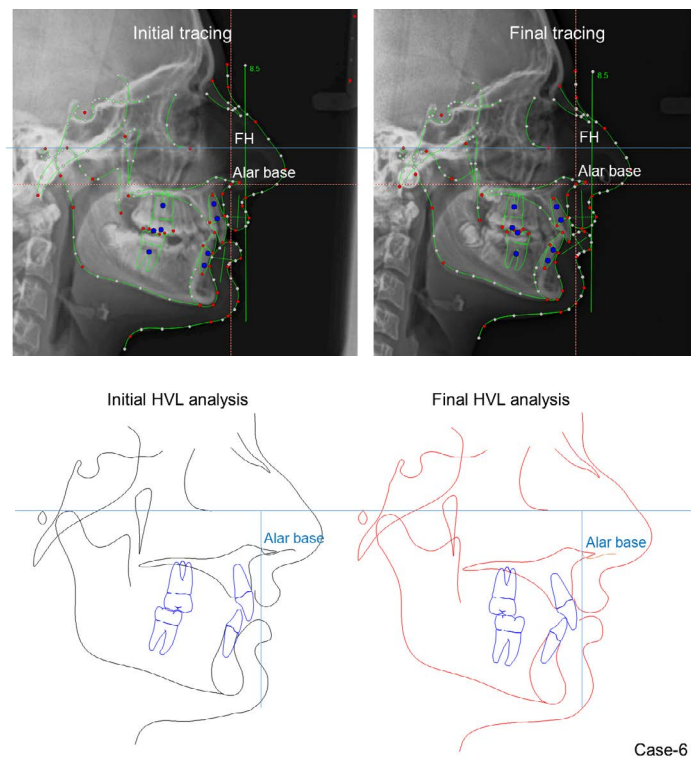 Initial tracing
8.5
FH
Alar base
Final tracing
8.5
FH
Alar base
Initial HVL analysis
Final HVL analysis
Alar base
Alar base
Case-6